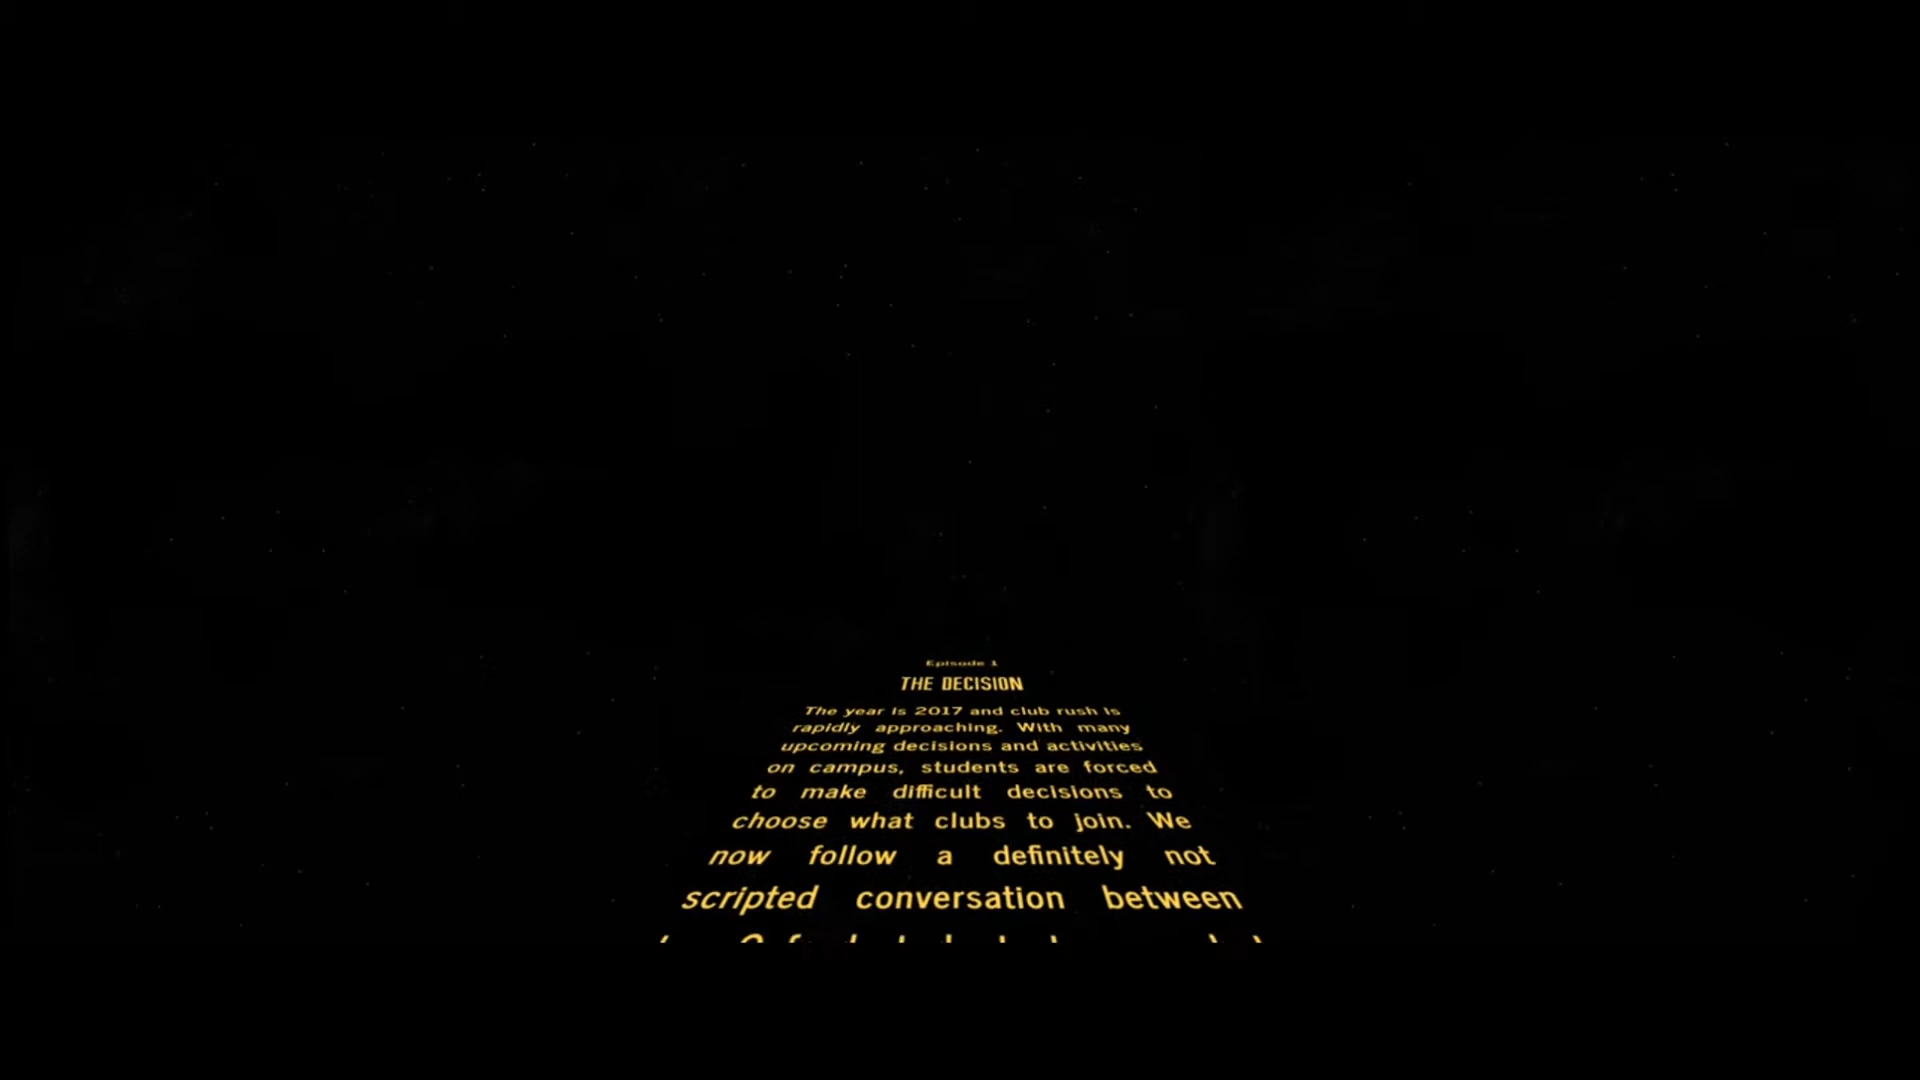 Episode 1
THE DECISION
The year is 2017 and club rush is
rapidly approaching. With many
upcoming decisions and activities
on campus, students are forced
to make difficult decisions to
choose what clubs to join. We
now follow a definitely not
scripted conversation between